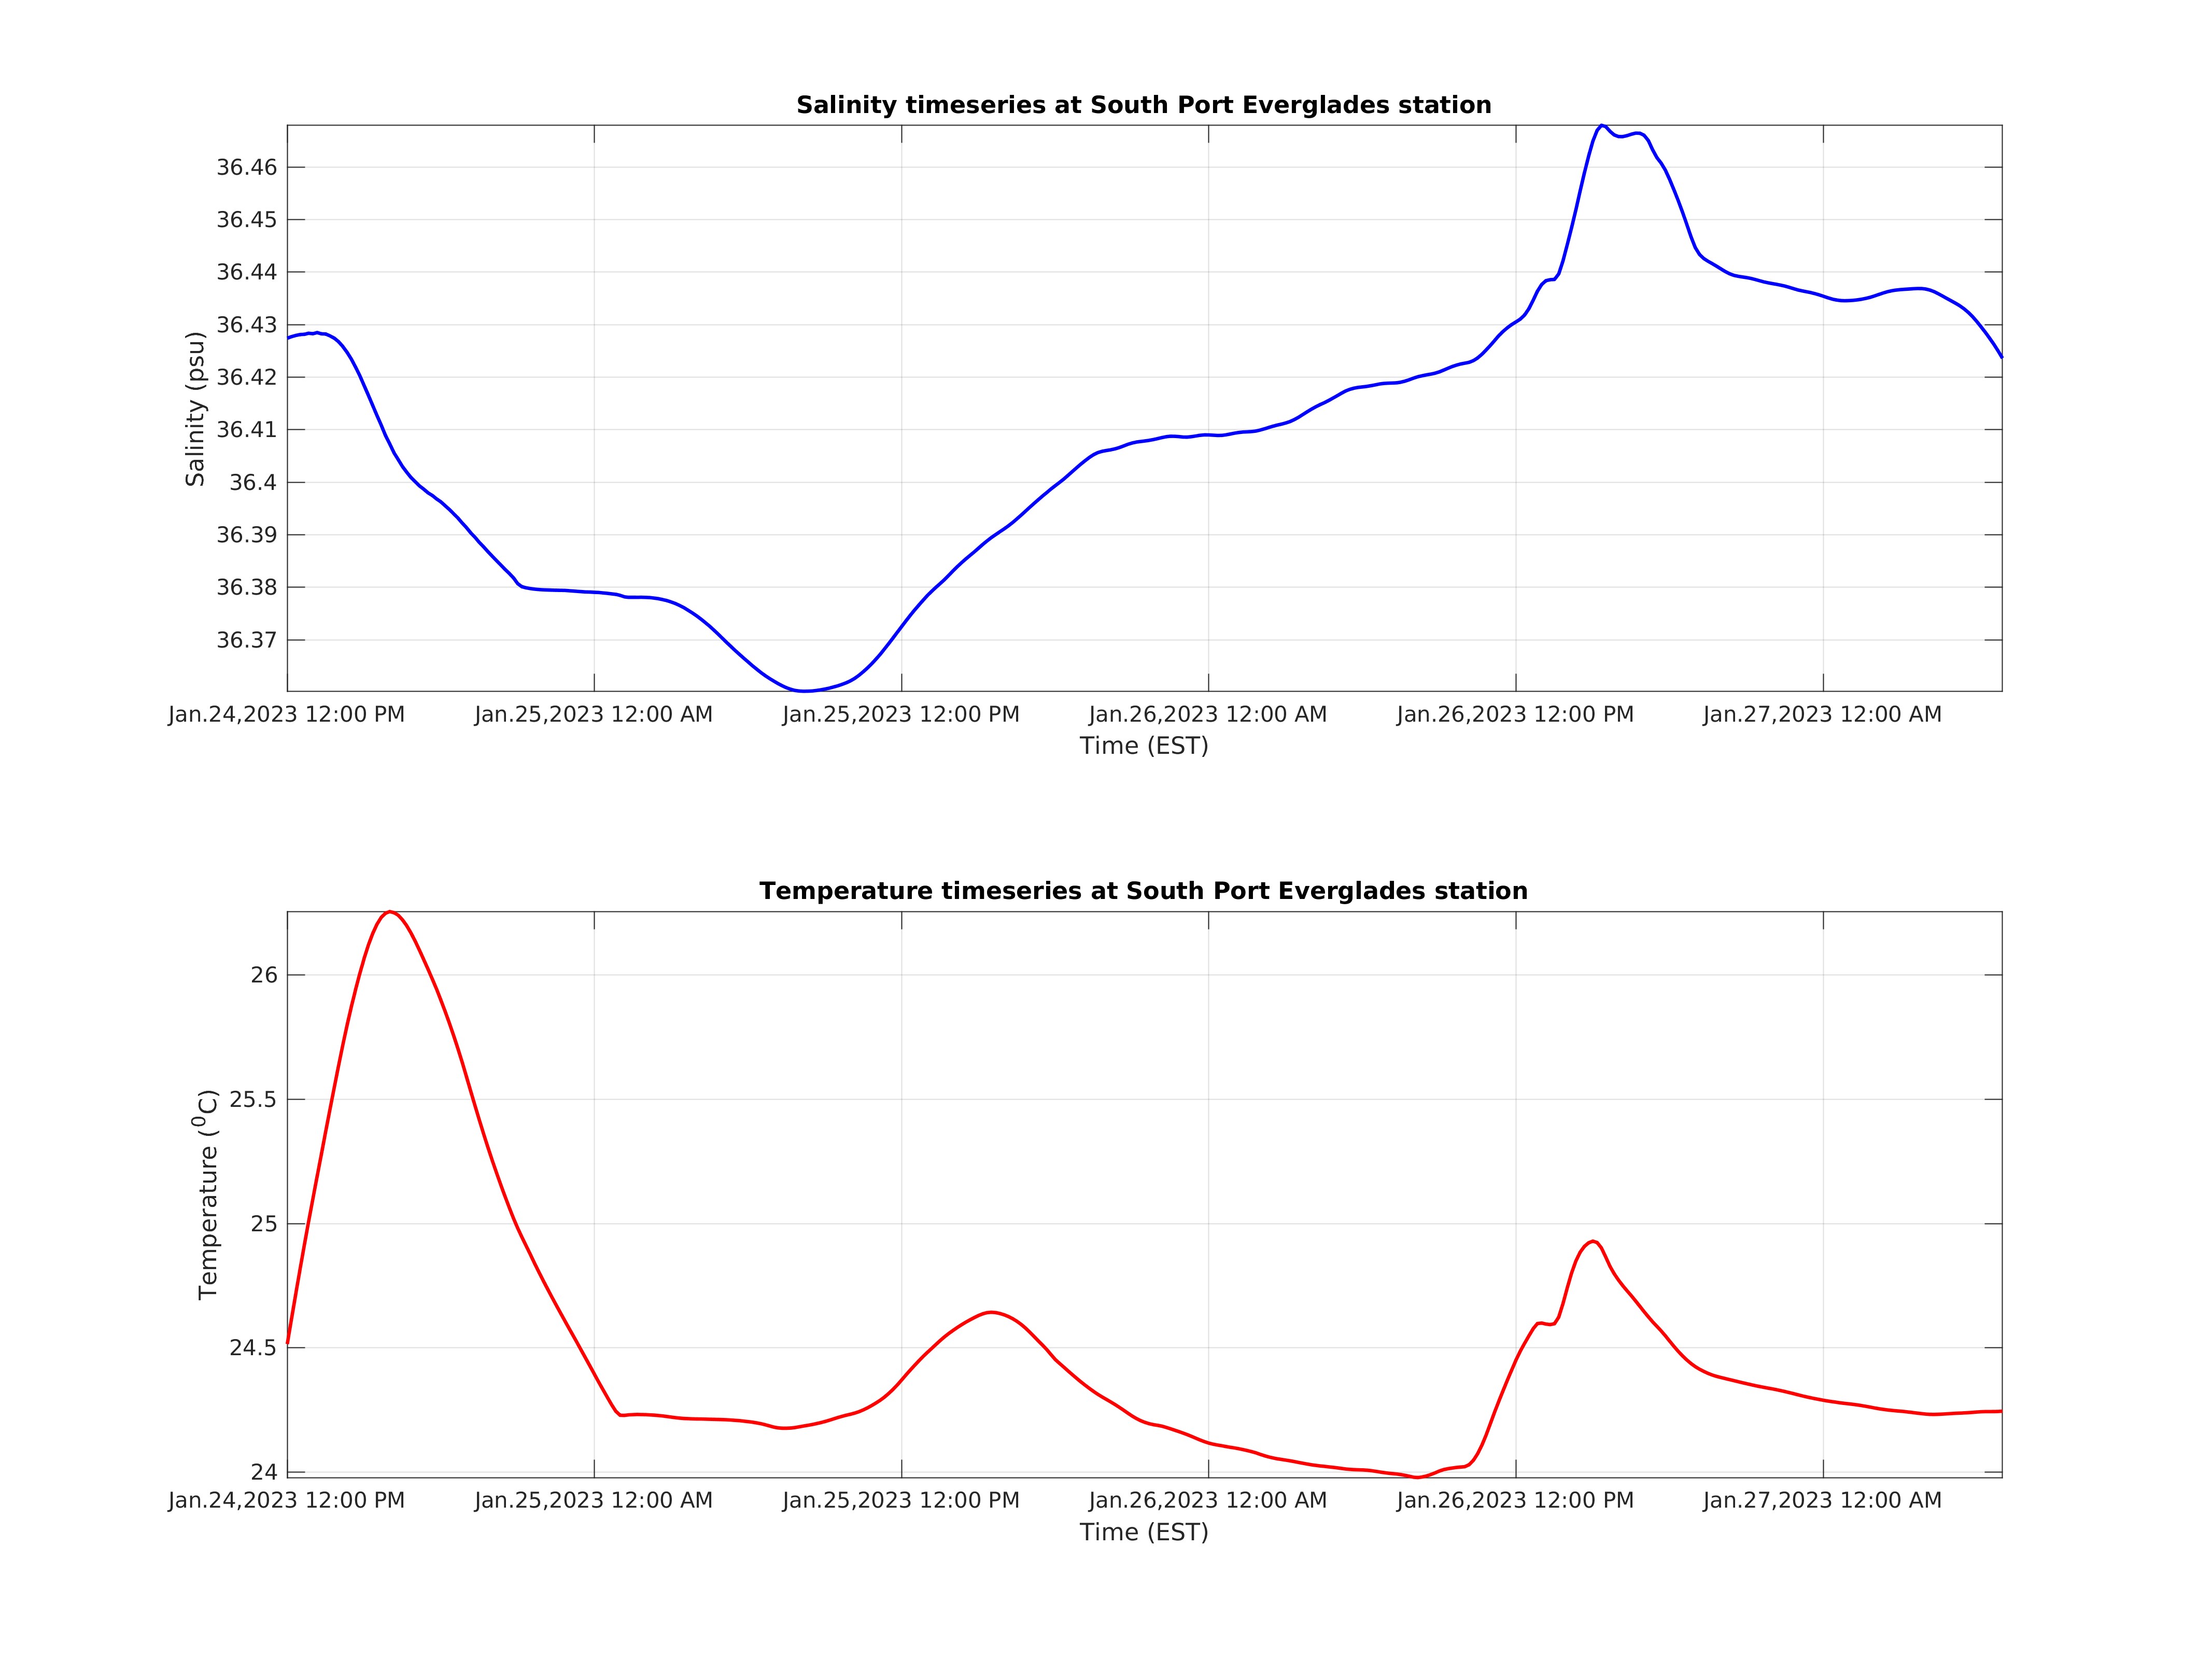 Salinity timeseries at South Port Everglades station
36.46
36.45
36.44
36.43
36.42
36.41
36.4
36.39
36.38
36.37
Salinity (psu)
Jan.24,2023 12:00 PM Jan.25,2023 12:00 AM Jan.25,2023 12:00 PM Jan.26,2023 12:00 AM Jan.26,2023 12:00 PM Jan.27,2023 12:00 AM
Time (EST)
Temperature timeseries at South Port Everglades station
26
25.5
25
24.5
24
Temperature (⁰C)
Jan.24,2023 12:00 PM Jan.25,2023 12:00 AM Jan.25,2023 12:00 PM Jan.26,2023 12:00 AM Jan.26,2023 12:00 PM Jan.27,2023 12:00 AM
Time (EST)